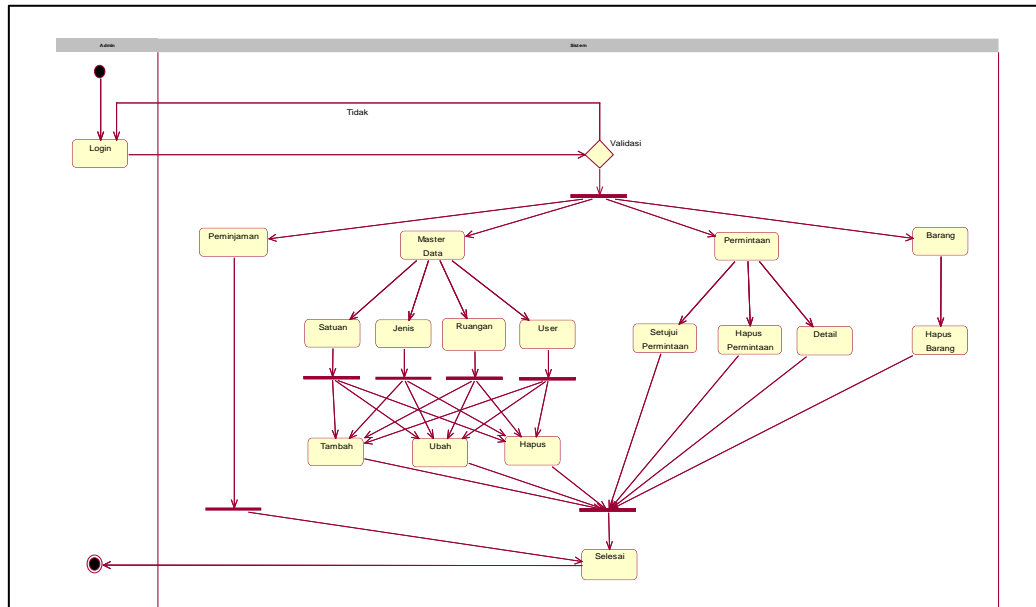 Admin
Sistem
Tidak
Validasi
Login
Peminjaman
Master
Data
Permintaan
Barang
Satuan
Jenis
Ruangan
User
Setujui
Permintaan
Hapus
Permintaan
Detail
Hapus
Barang
Tambah
Ubah
Hapus
Selesai